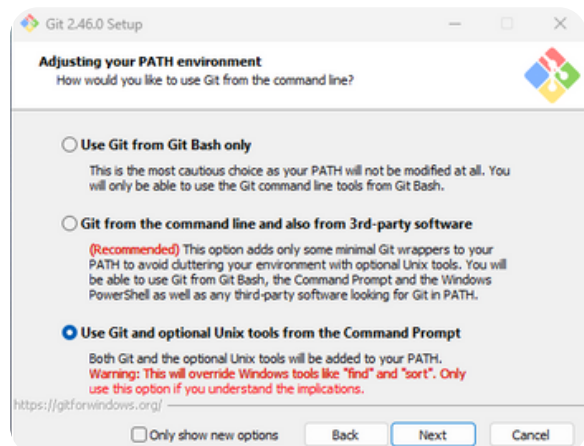 Git 2.46.0 Setup
Adjusting your PATH environment
How would you like to use Git from the command line?
Use Git from Git Bash only
This is the most cautious choice as your PATH will not be modified at all. You
will only be able to use the Git command line tools from Git Bash.
Git from the command line and also from 3rd-party software
(Recommended) This option adds only some minimal Git wrappers to your
PATH to avoid cluttering your environment with optional Unix tools. You will
be able to use Git from Git Bash, the Command Prompt and the Windows
PowerShell as well as any third-party software looking for Git in PATH.
Use Git and optional Unix tools from the Command Prompt
Both Git and the optional Unix tools will be added to your PATH.
Warning: This will override Windows tools like "find" and "sort". Only
use this option if you understand the implications.
https://gitforwindows.org/
Only show new options
Back
Next
Cancel